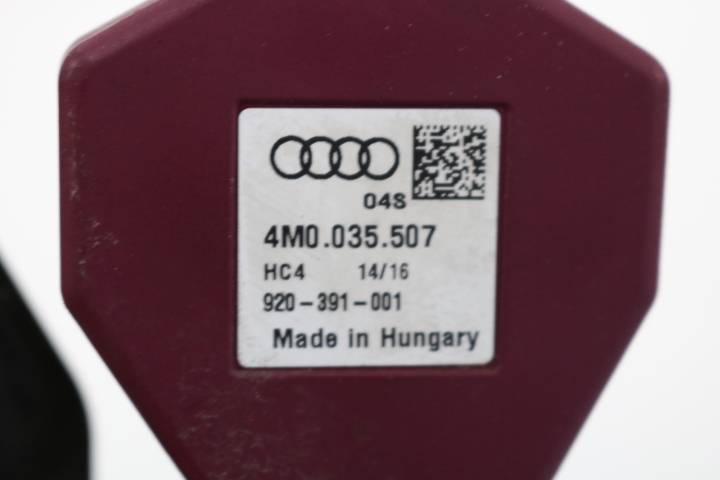 04S
4M0.035.507
HC4 14/16
920-391-001
Made in Hungary